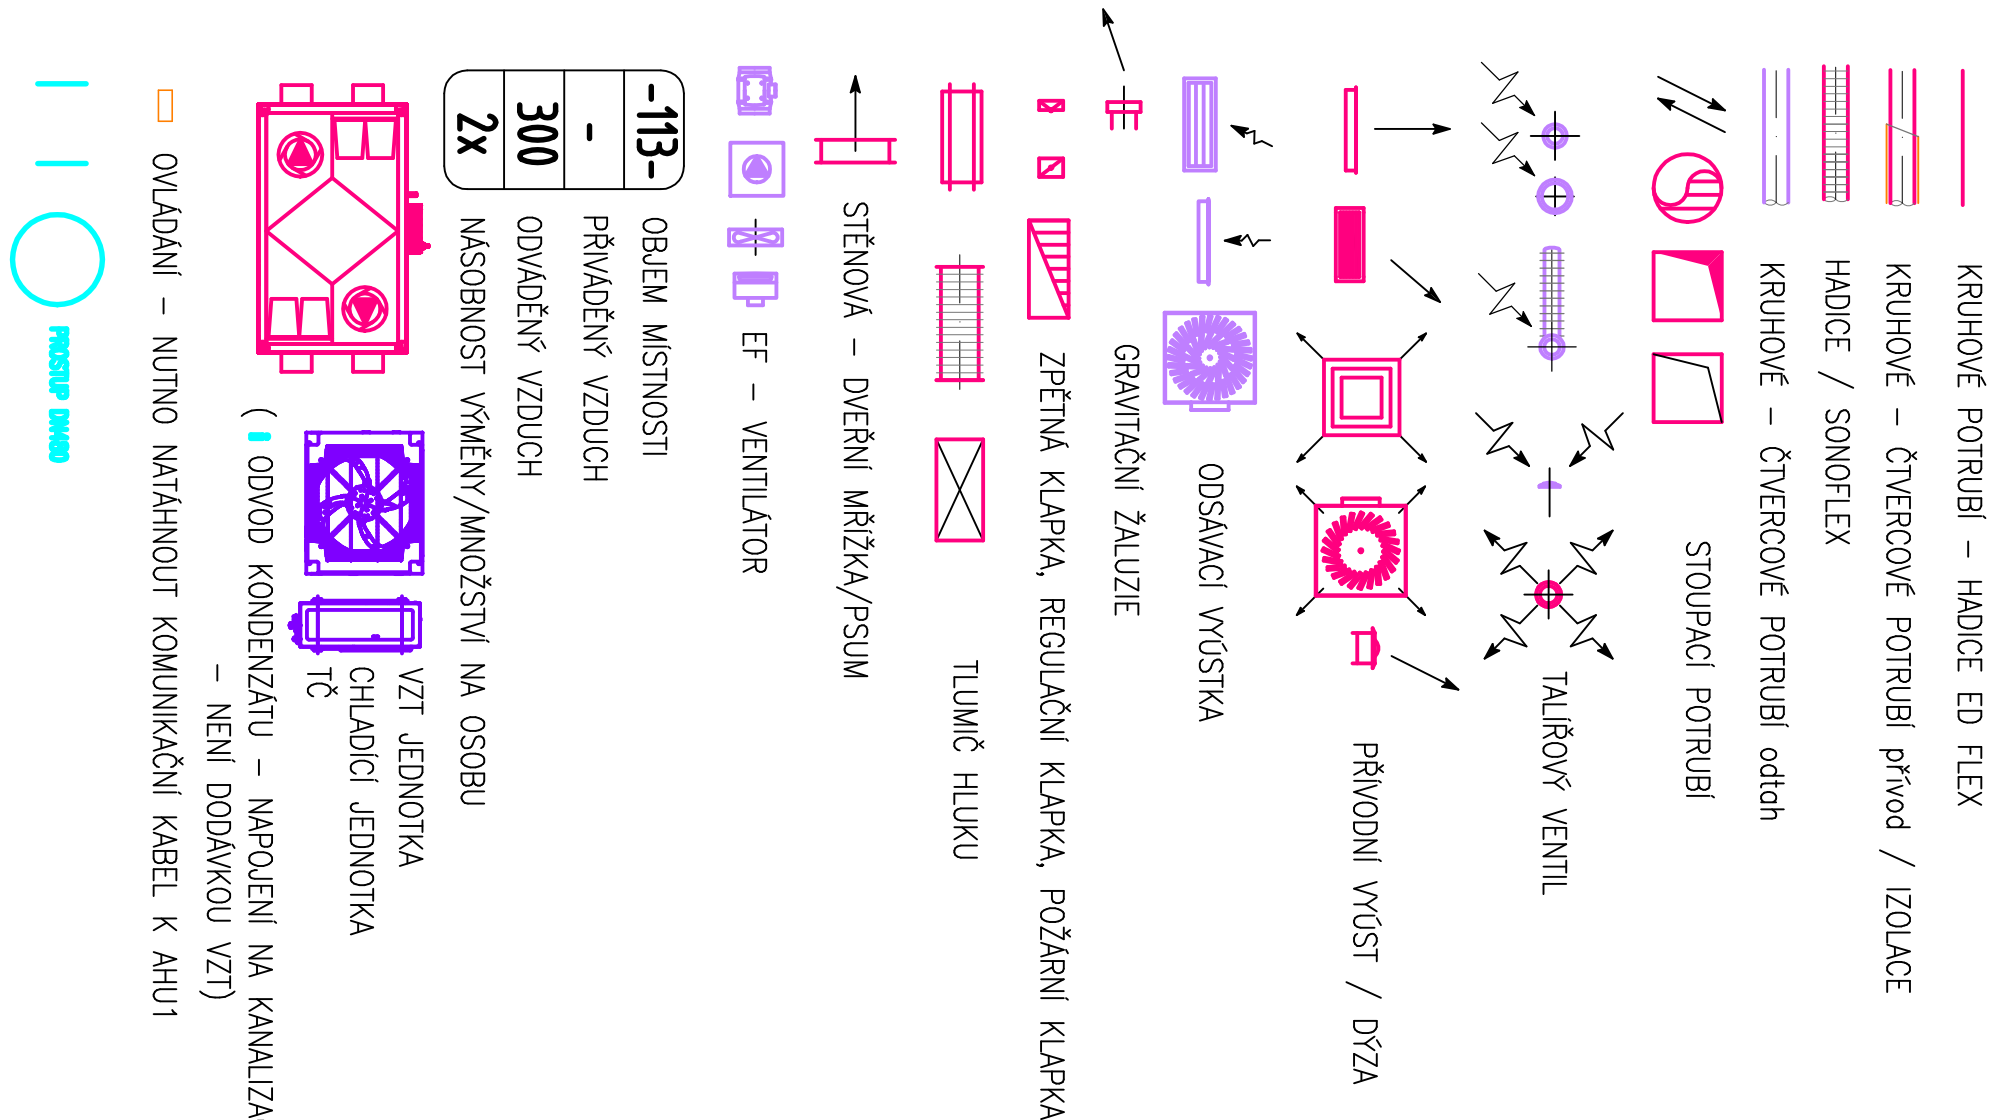 KRUHOVÉ POTRUBÍ - HADICE ED FLEX
KRUHOVÉ - ČTVERCOVÉ POTRUBÍ přívod / IZOLACE
HADICE / SONOFLEX
KRUHOVÉ - ČTVERCOVÉ POTRUBÍ odtah
STOUPACÍ POTRUBÍ
TALÍŘOVÝ VENTIL
PŘÍVODNÍ VYÚST / DÝZA
ODSÁVACÍ VYÚSTKA
GRAVITAČNÍ ŽALUZIE
ZPĚTNÁ KLAPKA, REGULAČNÍ KLAPKA, POŽÁRNÍ KLAPKA
TLUMIČ HLUKU
STĚNOVÁ - DVEŘNÍ MŘÍŽKA/PSUM
EF - VENTILÁTOR
-113- OBJEM MÍSTNOSTI
- PŘIVÁDĚNÝ VZDUCH
300 ODVÁDĚNÝ VZDUCH
2x NÁSOBNOST VÝMĚNY/MNOŽSTVÍ NA OSOBU
VZT JEDNOTKA
CHLADÍCÍ JEDNOTKA
TČ
( ODVOD KONDENZÁTU - NAPOJENÍ NA KANALIZA
- NENÍ DODÁVKOU VZT)
OVLÁDÁNÍ - NUTNO NATÁHNOUT KOMUNIKAČNÍ KABEL K AHU1
PROSTUP